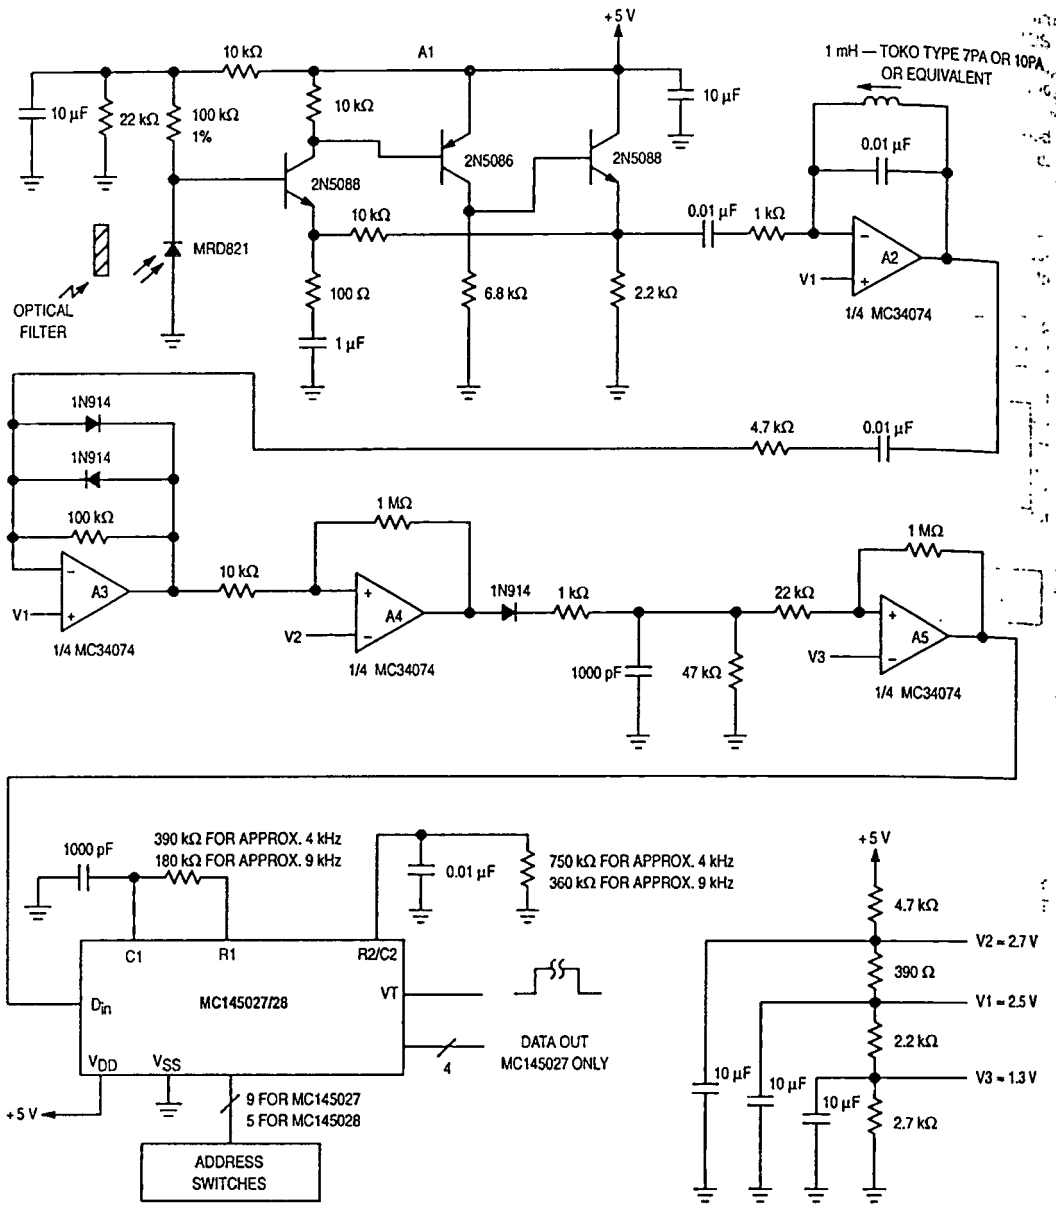 +5 V
10 kΩ
A1
1 mH — TOKO TYPE 7PA OR 10PA
OR EQUIVALENT
10 µF
22 kΩ
100 kΩ
1%
10 kΩ
10 µF
0.01 µF
2N5088
2N5086
2N5088
10 kΩ
0.01 µF
1 kΩ
MRD821
−
A2
V1
+
OPTICAL
FILTER
100 Ω
6.8 kΩ
2.2 kΩ
1/4 MC34074
1 µF
1N914
4.7 kΩ
0.01 µF
1N914
1 MΩ
1 MΩ
100 kΩ
−
A3
V1
+
1/4 MC34074
10 kΩ
+
A4
V2
−
1/4 MC34074
1N914
1 kΩ
22 kΩ
+
A5
V3
−
1/4 MC34074
1000 pF
47 kΩ
1000 pF
390 kΩ FOR APPROX. 4 kHz
180 kΩ FOR APPROX. 9 kHz
0.01 µF
750 kΩ FOR APPROX. 4 kHz
360 kΩ FOR APPROX. 9 kHz
+5 V
4.7 kΩ
C1
R1
R2/C2
V2 ≈ 2.7 V
390 Ω
Din
MC145027/28
VT
V1 ≈ 2.5 V
DATA OUT
MC145027 ONLY
4
2.2 kΩ
VDD
VSS
V3 ≈ 1.3 V
10 µF
10 µF
10 µF
2.7 kΩ
+5 V
9 FOR MC145027
5 FOR MC145028
ADDRESS
SWITCHES